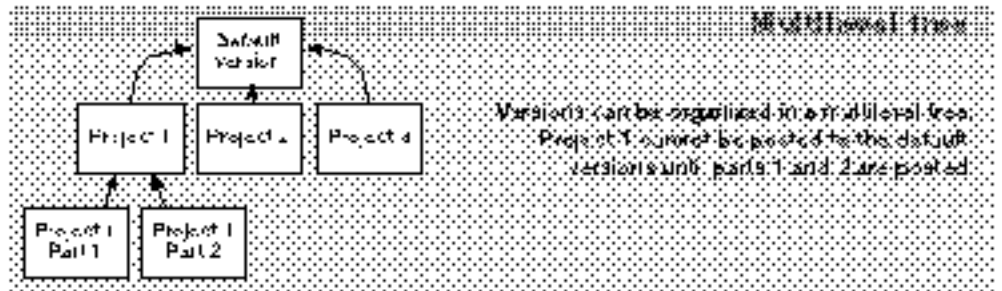 Multilevel tree
Default
version
Project 1
Project 2
Project 3
Versions can be organized in a multilevel tree.
Project 1 cannot be posted to the default
version until parts 1 and 2 are posted.
Project 1
Part 1
Project 1
Part 2